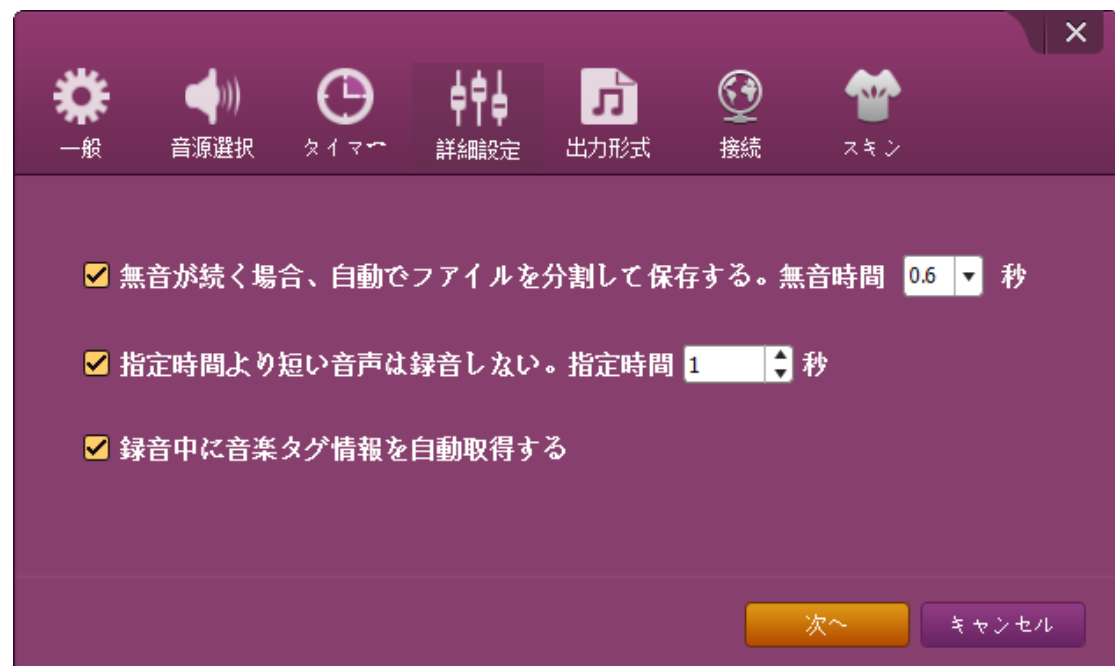 一般 音源選択 タイマー 詳細設定 出力形式 接続 スキン
無音が続く場合、自動でファイルを分割して保存する。無音時間 0.6 秒
指定時間より短い音声は録音しない。指定時間 1 秒
録音中に音楽タグ情報を自動取得する
次へ キャンセル